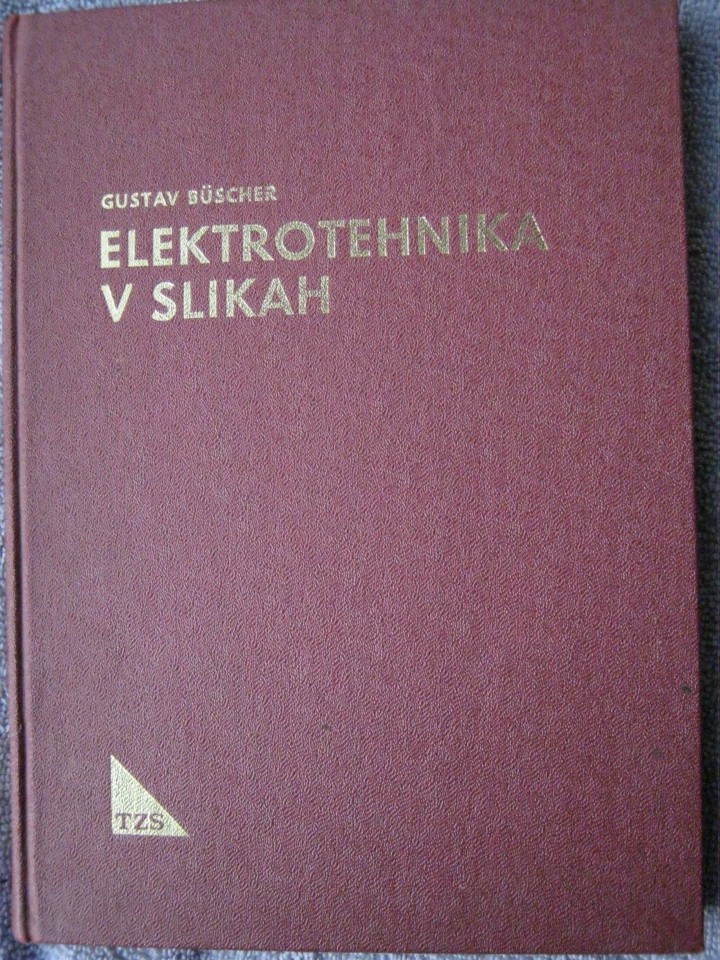 GUSTAV BÜSCHER
ELEKTROTEHNIKA
V SLIKAH
TZS